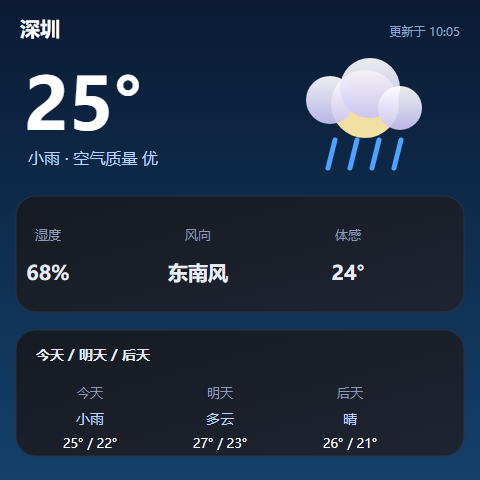 深圳 更新于 10:05
25°
小雨 · 空气质量 优
湿度 风向 体感
68% 东南风 24°
今天 / 明天 / 后天
今天 明天 后天
小雨 多云 晴
25° / 22° 27° / 23° 26° / 21°